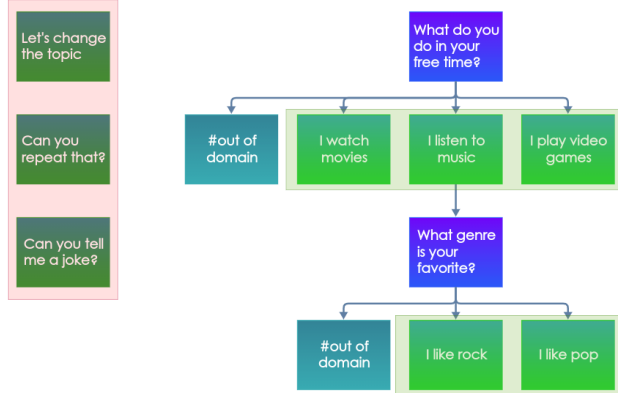 Let's change
the topic
Can you
repeat that?
Can you tell
me a joke?
What do you
do in your
free time?
#out of
domain
I watch
movies
I listen to
music
I play video
games
What genre
is your
favorite?
#out of
domain
I like rock
I like pop